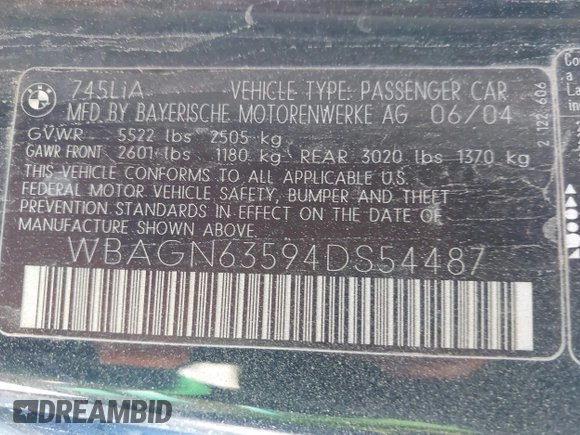 745LiA VEHICLE TYPE: PASSENGER CAR
MFD. BY BAYERISCHE MOTORENWERKE AG 06/04
GVWR 5522 lbs 2505 kg
GAWR FRONT 2601 lbs 1180 kg REAR 3020 lbs 1370 kg
THIS VEHICLE CONFORMS TO ALL APPLICABLE U.S.
FEDERAL MOTOR VEHICLE SAFETY, BUMPER AND THEFT
PREVENTION STANDARDS IN EFFECT ON THE DATE OF
MANUFACTURE SHOWN ABOVE.
WBAGN63594DS54487
2 122 606
Co
a
La
in
DREAMBID